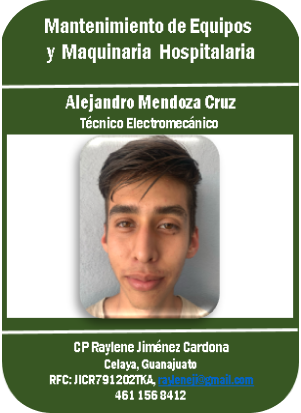 Mantenimiento de Equipos
y Maquinaria Hospitalaria
Alejandro Mendoza Cruz
Técnico Electromecánico
CP Raylene Jiménez Cardona
Celaya, Guanajuato
RFC: JICR791202TKA,
461 156 8412